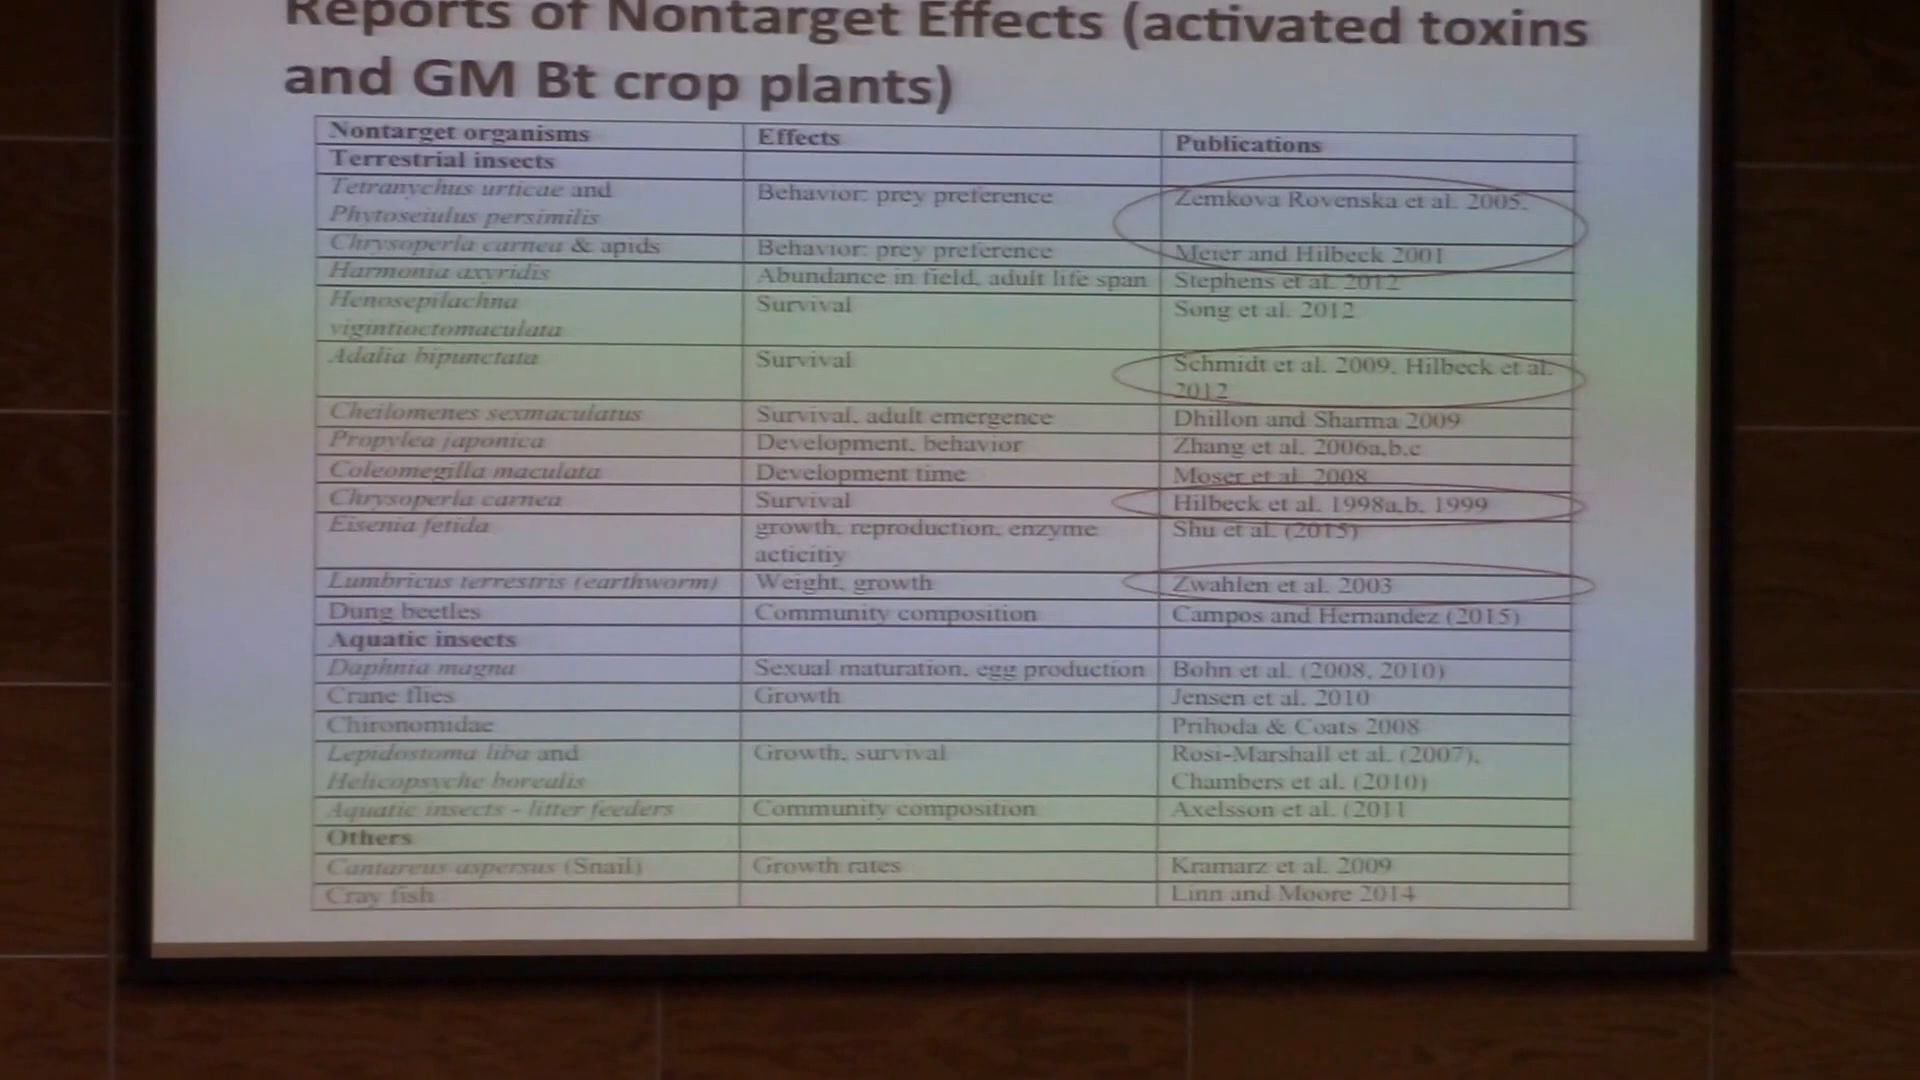 Reports of Nontarget Effects (activated toxins
and GM Bt crop plants)
Nontarget organisms Effects Publications
Terrestrial insects
Tetranychus urticae and Behavior: prey preference Zemkova Rovenska et al. 2005.
Phytoseiulus persimilis
Chrysoperla carnea & apids Behavior: prey preference Meier and Hilbeck 2001
Harmonia axyridis Abundance in field, adult life span Stephens et al. 2012
Henosepilachna Survival Song et al. 2012
vigintioctomaculata
Adalia bipunctata Survival Schmidt et al. 2009. Hilbeck et al.
2012
Cheilomenes sexmaculatus Survival, adult emergence Dhillon and Sharma 2009
Propylea japonica Development, behavior Zhang et al. 2006a,b,c
Coleomegilla maculata Development time Moser et al. 2008
Chrysoperla carnea Survival Hilbeck et al. 1998a,b, 1999
Eisenia fetida growth, reproduction, enzyme Shu et al. (2015)
acticitiy
Lumbricus terrestris (earthworm) Weight, growth Zwahlen et al. 2003
Dung beetles Community composition Campos and Hernandez (2015)
Aquatic insects
Daphnia magna Sexual maturation, egg production Bohn et al. (2008, 2010)
Crane flies Growth Jensen et al. 2010
Chironomidae Prihoda & Coats 2008
Lepidostoma liba and Growth, survival Rosi-Marshall et al. (2007),
Helicopsyche borealis Chambers et al. (2010)
Aquatic insects - litter feeders Community composition Axelsson et al. (2011
Others
Cantareus aspersus (Snail) Growth rates Kramarz et al. 2009
Cray fish Linn and Moore 2014